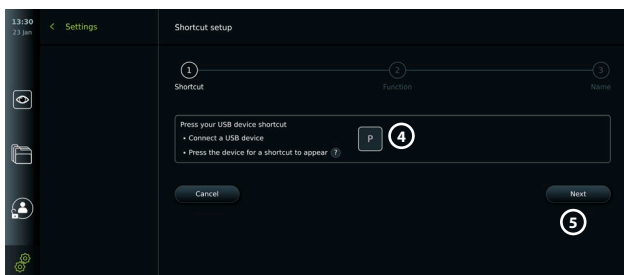 13:30
23 Jan
< Settings
Shortcut setup
1 2 3
Shortcut Function Name
Press your USB device shortcut
• Connect a USB device
• Press the device for a shortcut to appear ?
P 4
Cancel Next
5